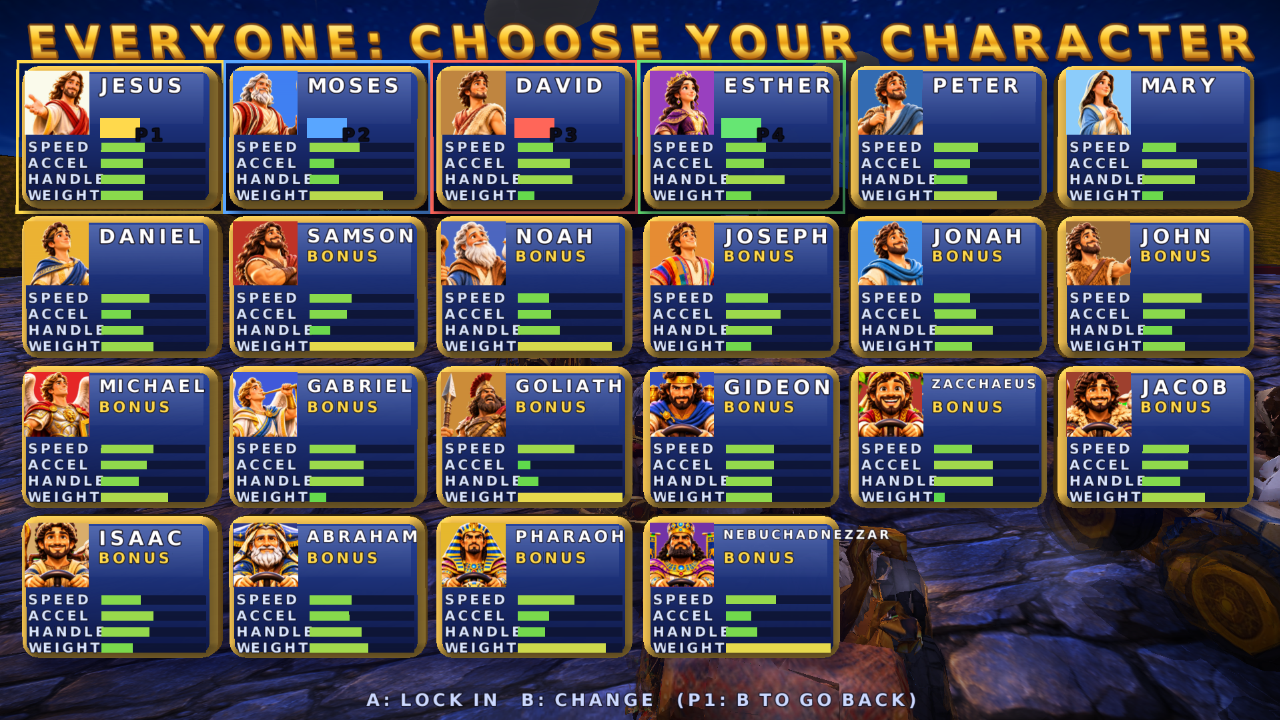 EVERYONE: CHOOSE YOUR CHARACTER
JESUS
P1
SPEED
ACCEL
HANDLE
WEIGHT
MOSES
P2
SPEED
ACCEL
HANDLE
WEIGHT
DAVID
P3
SPEED
ACCEL
HANDLE
WEIGHT
ESTHER
P4
SPEED
ACCEL
HANDLE
WEIGHT
PETER
SPEED
ACCEL
HANDLE
WEIGHT
MARY
SPEED
ACCEL
HANDLE
WEIGHT
DANIEL
SPEED
ACCEL
HANDLE
WEIGHT
SAMSON
BONUS
SPEED
ACCEL
HANDLE
WEIGHT
NOAH
BONUS
SPEED
ACCEL
HANDLE
WEIGHT
JOSEPH
BONUS
SPEED
ACCEL
HANDLE
WEIGHT
JONAH
BONUS
SPEED
ACCEL
HANDLE
WEIGHT
JOHN
BONUS
SPEED
ACCEL
HANDLE
WEIGHT
MICHAEL
BONUS
SPEED
ACCEL
HANDLE
WEIGHT
GABRIEL
BONUS
SPEED
ACCEL
HANDLE
WEIGHT
GOLIATH
BONUS
SPEED
ACCEL
HANDLE
WEIGHT
GIDEON
BONUS
SPEED
ACCEL
HANDLE
WEIGHT
ZACCHAEUS
BONUS
SPEED
ACCEL
HANDLE
WEIGHT
JACOB
BONUS
SPEED
ACCEL
HANDLE
WEIGHT
ISAAC
BONUS
SPEED
ACCEL
HANDLE
WEIGHT
ABRAHAM
BONUS
SPEED
ACCEL
HANDLE
WEIGHT
PHARAOH
BONUS
SPEED
ACCEL
HANDLE
WEIGHT
NEBUCHADNEZZAR
BONUS
SPEED
ACCEL
HANDLE
WEIGHT
A: LOCK IN B: CHANGE (P1: B TO GO BACK)